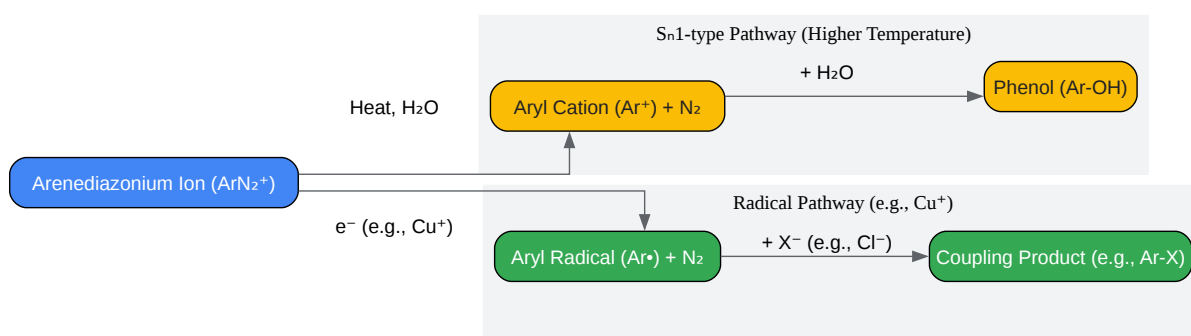 Sₙ1-type Pathway (Higher Temperature)
Heat, H₂O
Aryl Cation (Ar⁺) + N₂
+ H₂O
Phenol (Ar-OH)
Arenediazonium Ion (ArN₂⁺)
e⁻ (e.g., Cu⁺)
Radical Pathway (e.g., Cu⁺)
Aryl Radical (Ar•) + N₂
+ X⁻ (e.g., Cl⁻)
Coupling Product (e.g., Ar-X)